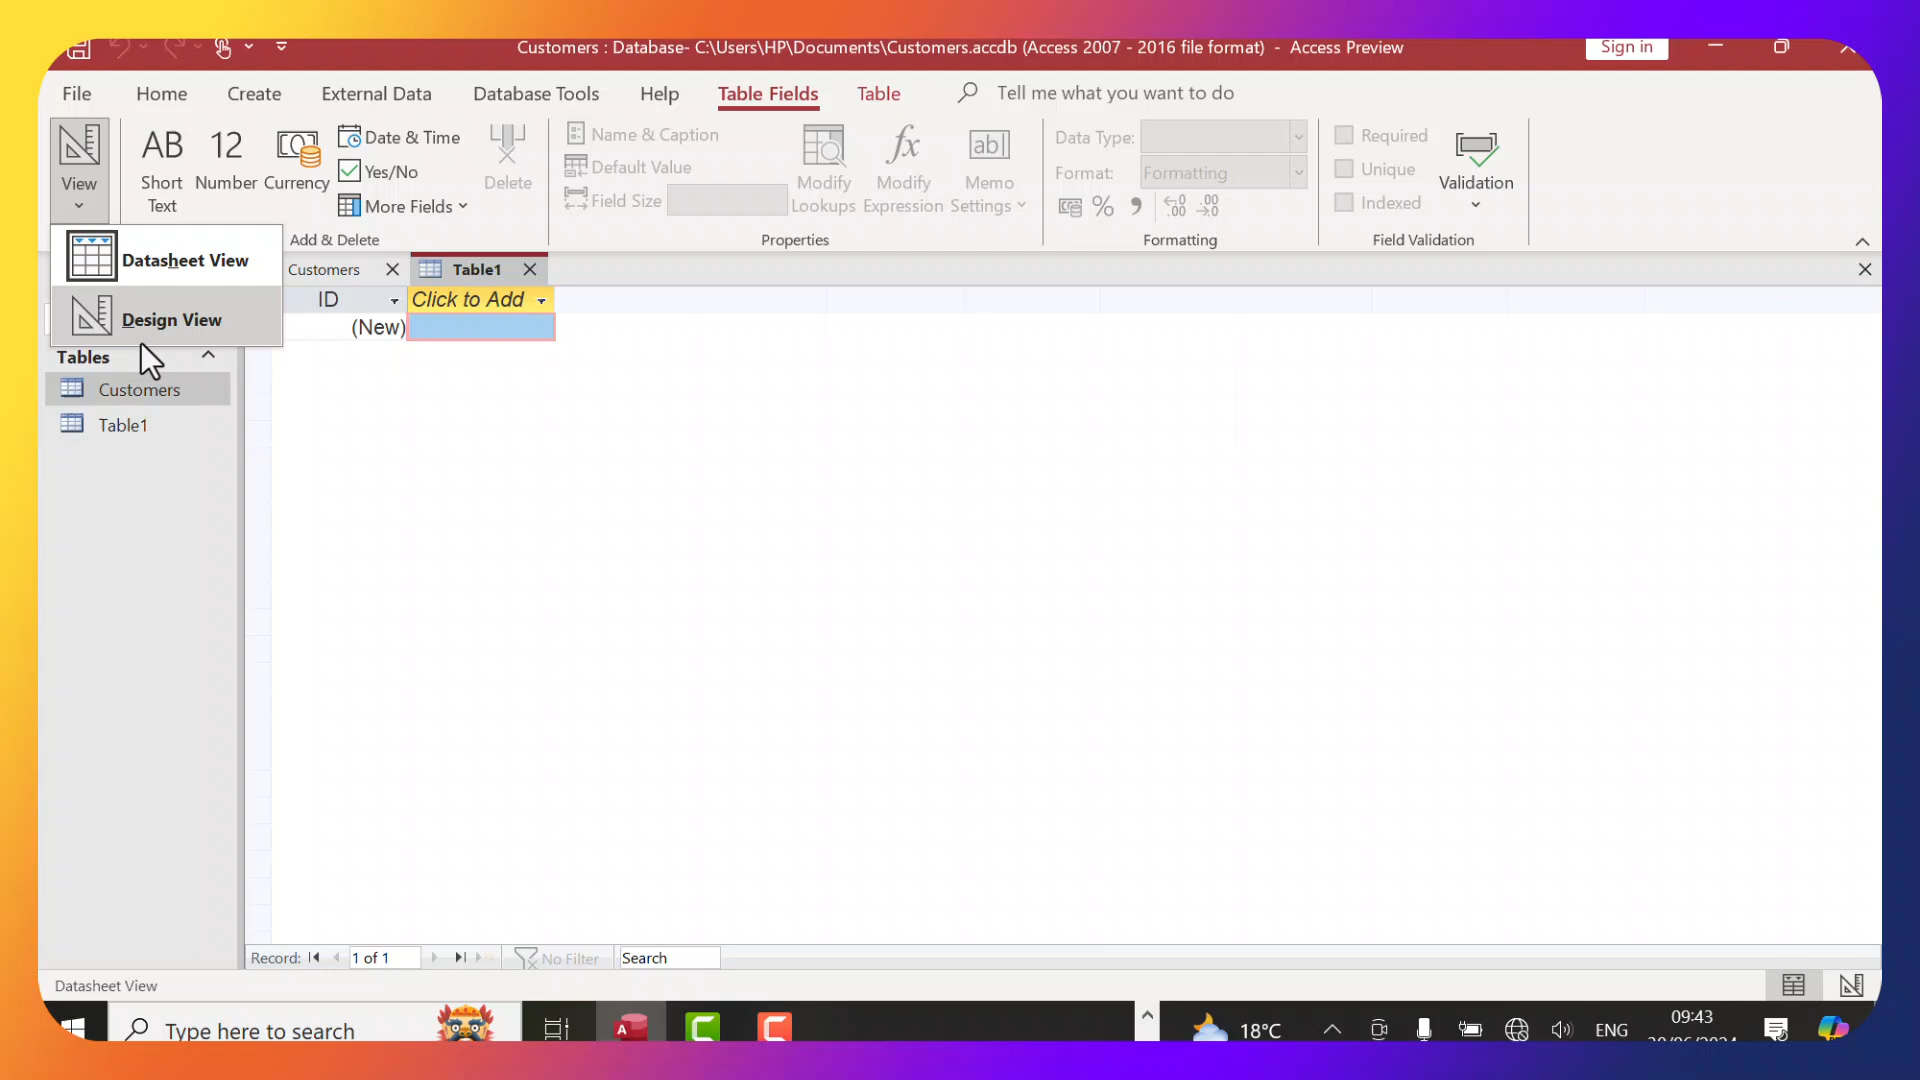 Customers : Database- C:\Users\HP\Documents\Customers.accdb (Access 2007 - 2016 file format) - Access Preview
Sign in
File Home Create External Data Database Tools Help Table Fields Table Tell me what you want to do
View
AB
Short
Text
12
Number
Currency
Date & Time
Yes/No
More Fields
Delete
Add & Delete
Name & Caption
Default Value
Field Size
Modify
Lookups
fx
Modify
Expression
ab
Memo
Settings
Properties
Data Type:
Format: Formatting
% , .00 .00
Formatting
Required
Unique
Indexed
Validation
Field Validation
Datasheet View
Design View
Customers
Table1
ID Click to Add
(New)
Tables
Customers
Table1
Record: 1 of 1 No Filter Search
Datasheet View
Type here to search
A
18°C
ENG
09:43